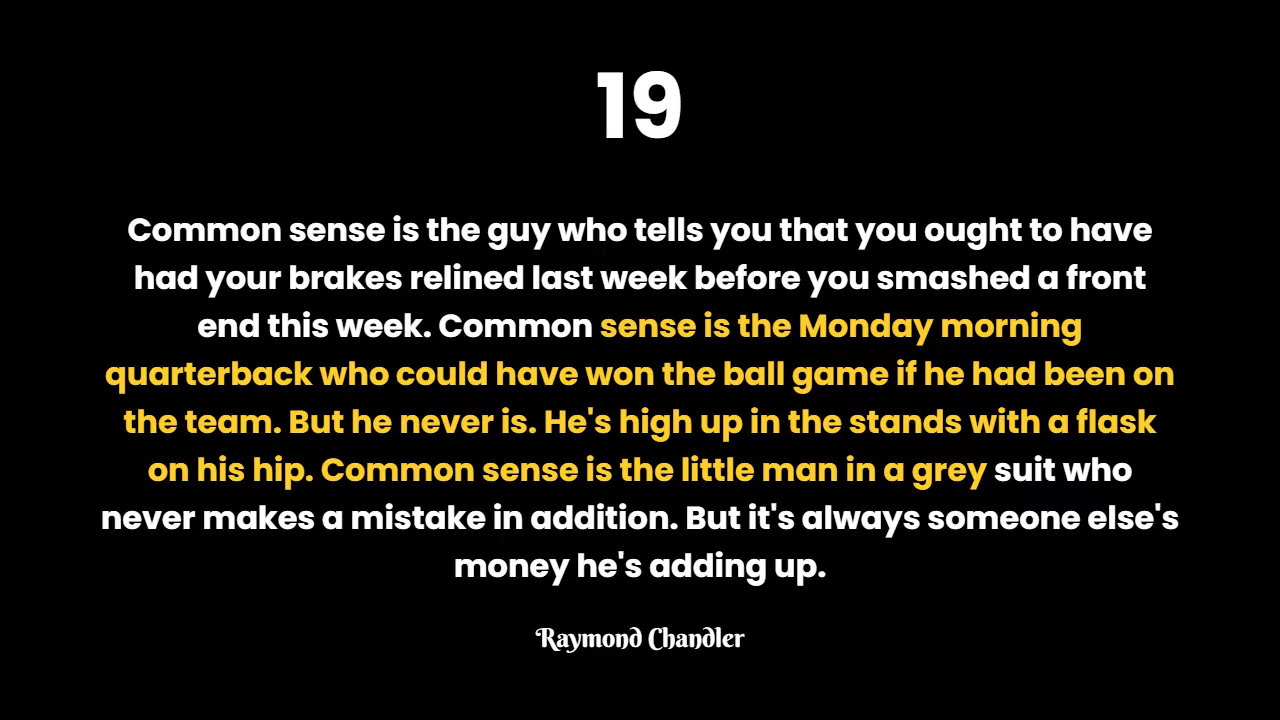 19
Common sense is the guy who tells you that you ought to have
had your brakes relined last week before you smashed a front
end this week. Common sense is the Monday morning
quarterback who could have won the ball game if he had been on
the team. But he never is. He's high up in the stands with a flask
on his hip. Common sense is the little man in a grey suit who
never makes a mistake in addition. But it's always someone else's
money he's adding up.
Raymond Chandler